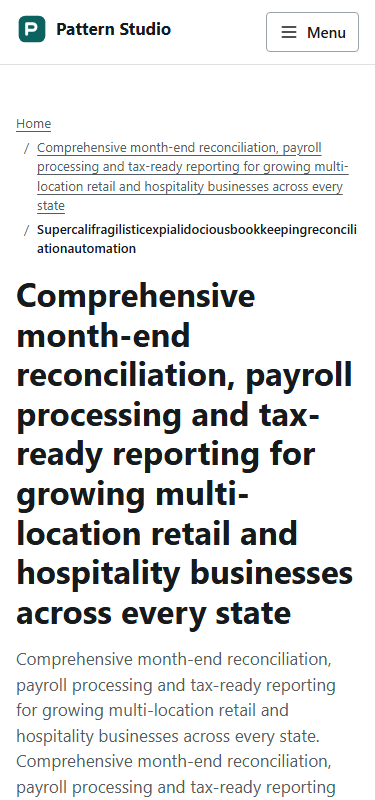 Pattern Studio
Menu
Home
/ Comprehensive month-end reconciliation, payroll
processing and tax-ready reporting for growing multi-
location retail and hospitality businesses across every
state
/ Supercalifragilisticexpialidociousbookkeepingreconcili
ationautomation
Comprehensive
month-end
reconciliation, payroll
processing and tax-
ready reporting for
growing multi-
location retail and
hospitality businesses
across every state
Comprehensive month-end reconciliation,
payroll processing and tax-ready reporting
for growing multi-location retail and
hospitality businesses across every state.
Comprehensive month-end reconciliation,
payroll processing and tax-ready reporting